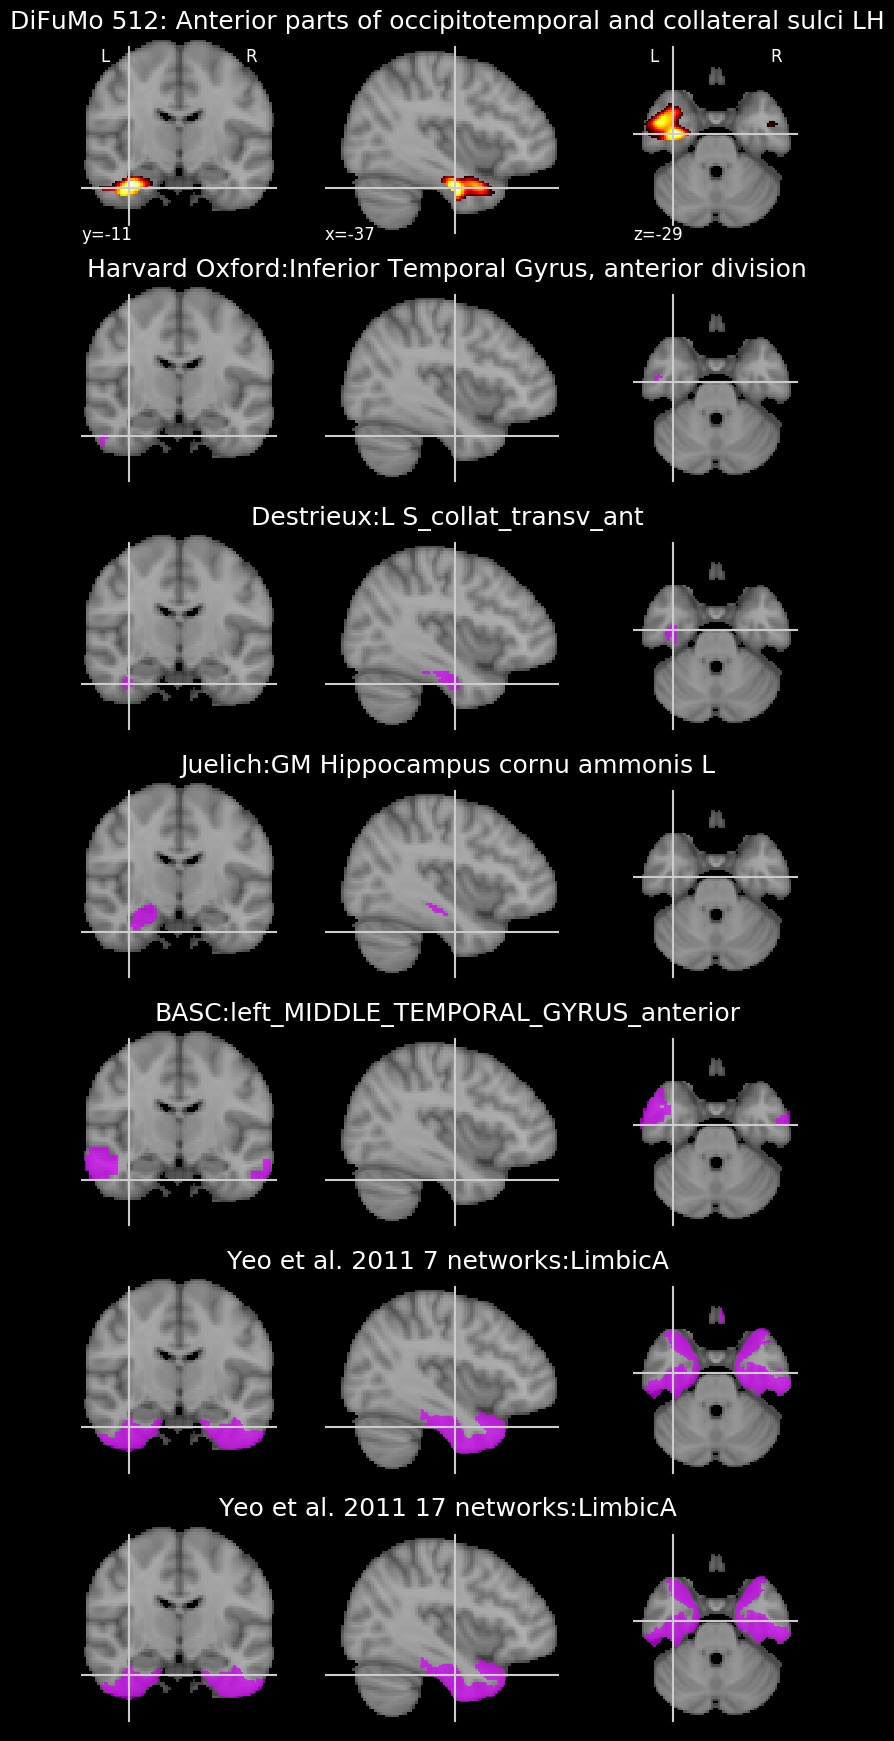 DiFuMo 512: Anterior parts of occipitotemporal and collateral sulci LH
L R L R
y=-11 x=-37 z=-29
Harvard Oxford:Inferior Temporal Gyrus, anterior division
Destrieux:L S_collat_transv_ant
Juelich:GM Hippocampus cornu ammonis L
BASC:left_MIDDLE_TEMPORAL_GYRUS_anterior
Yeo et al. 2011 7 networks:LimbicA
Yeo et al. 2011 17 networks:LimbicA